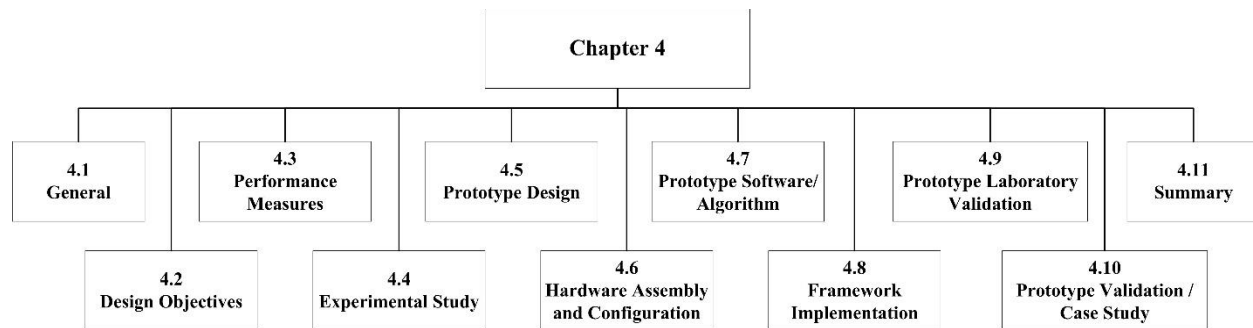 Chapter 4
4.1
General
4.2
Design Objectives
4.3
Performance
Measures
4.4
Experimental Study
4.5
Prototype Design
4.6
Hardware Assembly
and Configuration
4.7
Prototype Software/
Algorithm
4.8
Framework
Implementation
4.9
Prototype Laboratory
Validation
4.10
Prototype Validation /
Case Study
4.11
Summary